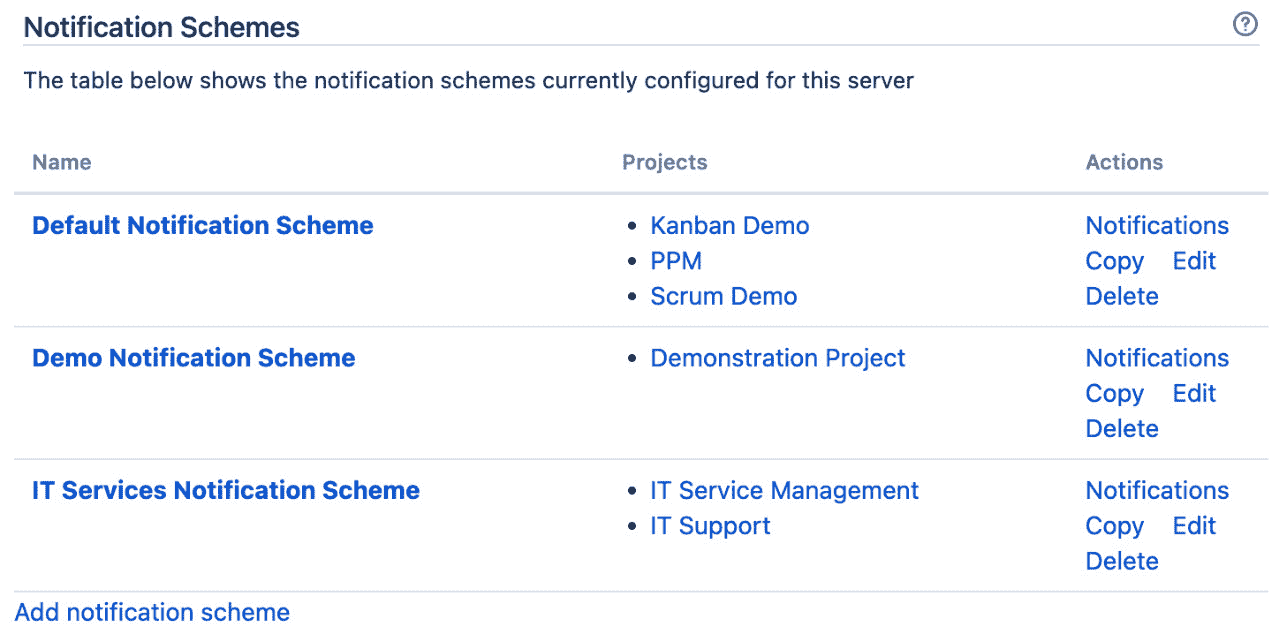 Notification Schemes
The table below shows the notification schemes currently configured for this server
Name Projects Actions
Default Notification Scheme • Kanban Demo Notifications
• PPM Copy Edit
• Scrum Demo Delete
Demo Notification Scheme • Demonstration Project Notifications
Copy Edit
Delete
IT Services Notification Scheme • IT Service Management Notifications
• IT Support Copy Edit
Delete
Add notification scheme